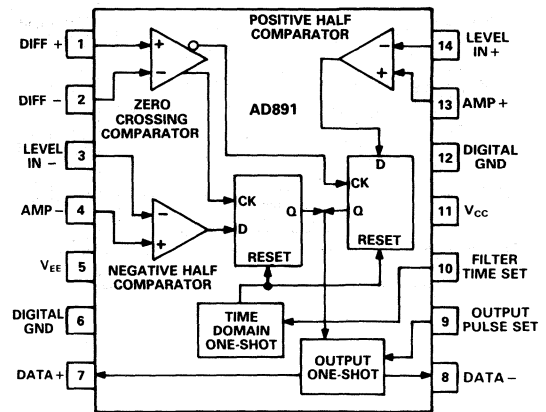 POSITIVE HALF
COMPARATOR
DIFF +
1
+
−
14
LEVEL
IN +
DIFF −
2
−
+
13
AMP +
ZERO
CROSSING
COMPARATOR
AD891
LEVEL
IN −
3
12
DIGITAL
GND
D
CK
AMP −
4
−
+
CK
D
Q
Q
11
VCC
RESET
RESET
VEE
5
NEGATIVE HALF
COMPARATOR
10
FILTER
TIME SET
DIGITAL
GND
6
TIME
DOMAIN
ONE-SHOT
9
OUTPUT
PULSE SET
DATA +
7
OUTPUT
ONE-SHOT
8
DATA −